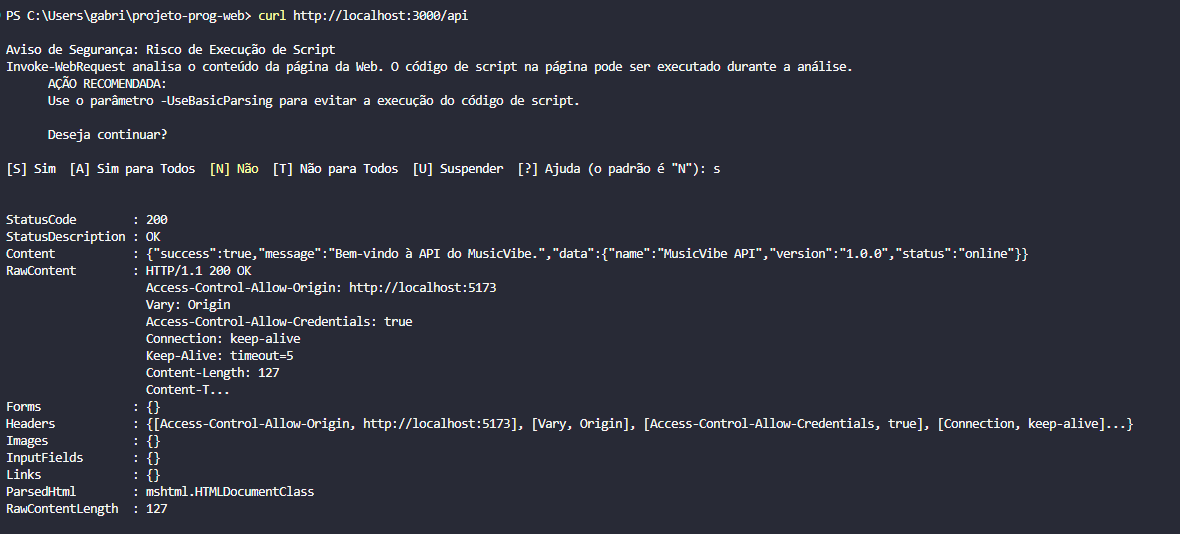 PS C:\Users\gabri\projeto-prog-web> curl http://localhost:3000/api
Aviso de Segurança: Risco de Execução de Script
Invoke-WebRequest analisa o conteúdo da página da Web. O código de script na página pode ser executado durante a análise.
      AÇÃO RECOMENDADA:
      Use o parâmetro -UseBasicParsing para evitar a execução do código de script.
      Deseja continuar?
[S] Sim  [A] Sim para Todos  [N] Não  [T] Não para Todos  [U] Suspender  [?] Ajuda (o padrão é "N"): s
StatusCode        : 200
StatusDescription : OK
Content           : {"success":true,"message":"Bem-vindo à API do MusicVibe.","data":{"name":"MusicVibe API","version":"1.0.0","status":"online"}}
RawContent        : HTTP/1.1 200 OK
                    Access-Control-Allow-Origin: http://localhost:5173
                    Vary: Origin
                    Access-Control-Allow-Credentials: true
                    Connection: keep-alive
                    Keep-Alive: timeout=5
                    Content-Length: 127
                    Content-T...
Forms             : {}
Headers           : {[Access-Control-Allow-Origin, http://localhost:5173], [Vary, Origin], [Access-Control-Allow-Credentials, true], [Connection, keep-alive]...}
Images            : {}
InputFields       : {}
Links             : {}
ParsedHtml        : mshtml.HTMLDocumentClass
RawContentLength  : 127